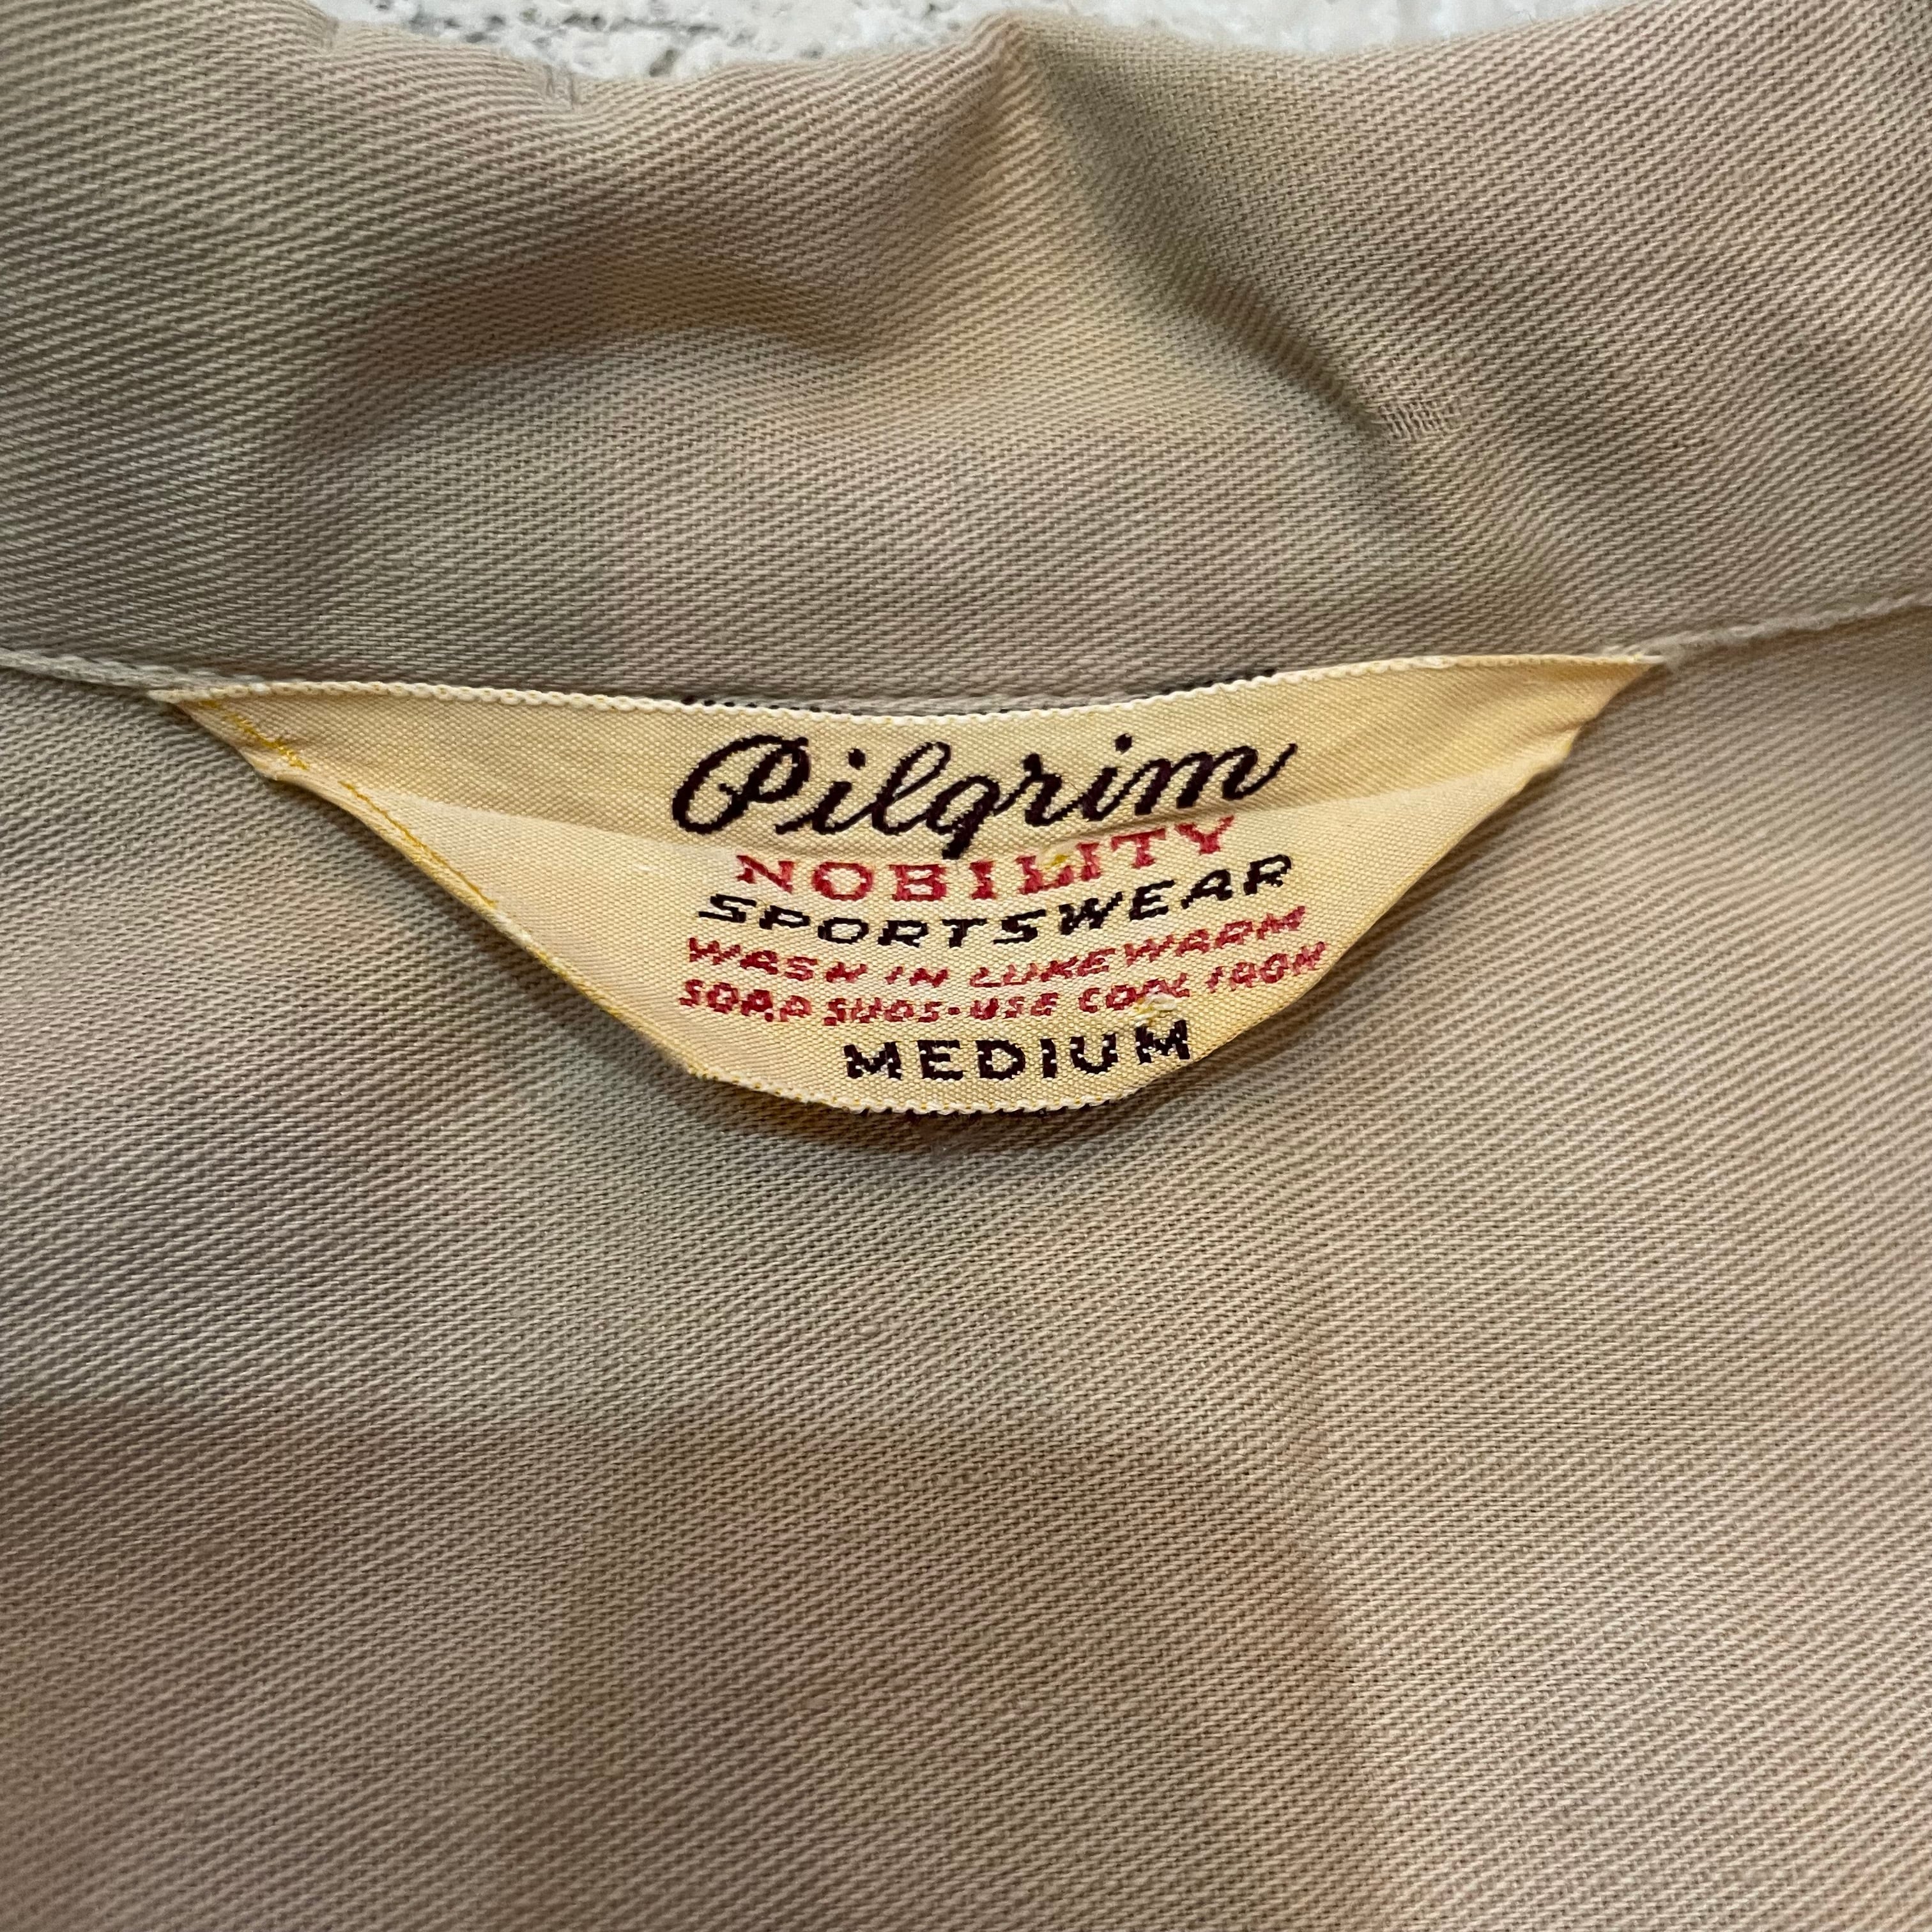 Pilgrim
NOBILITY
SPORTSWEAR
WASH IN LUKEWARM
SOAP SUDS-USE COOL IRON
MEDIUM